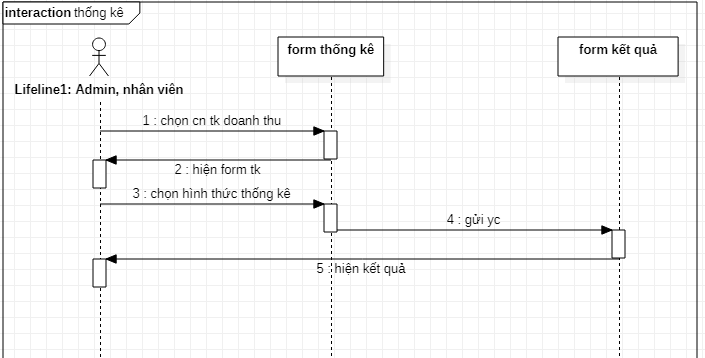 interaction thống kê
form thống kê
form kết quả
Lifeline1: Admin, nhân viên
1 : chọn cn tk doanh thu
2 : hiện form tk
3 : chọn hình thức thống kê
4 : gửi yc
5 : hiện kết quả